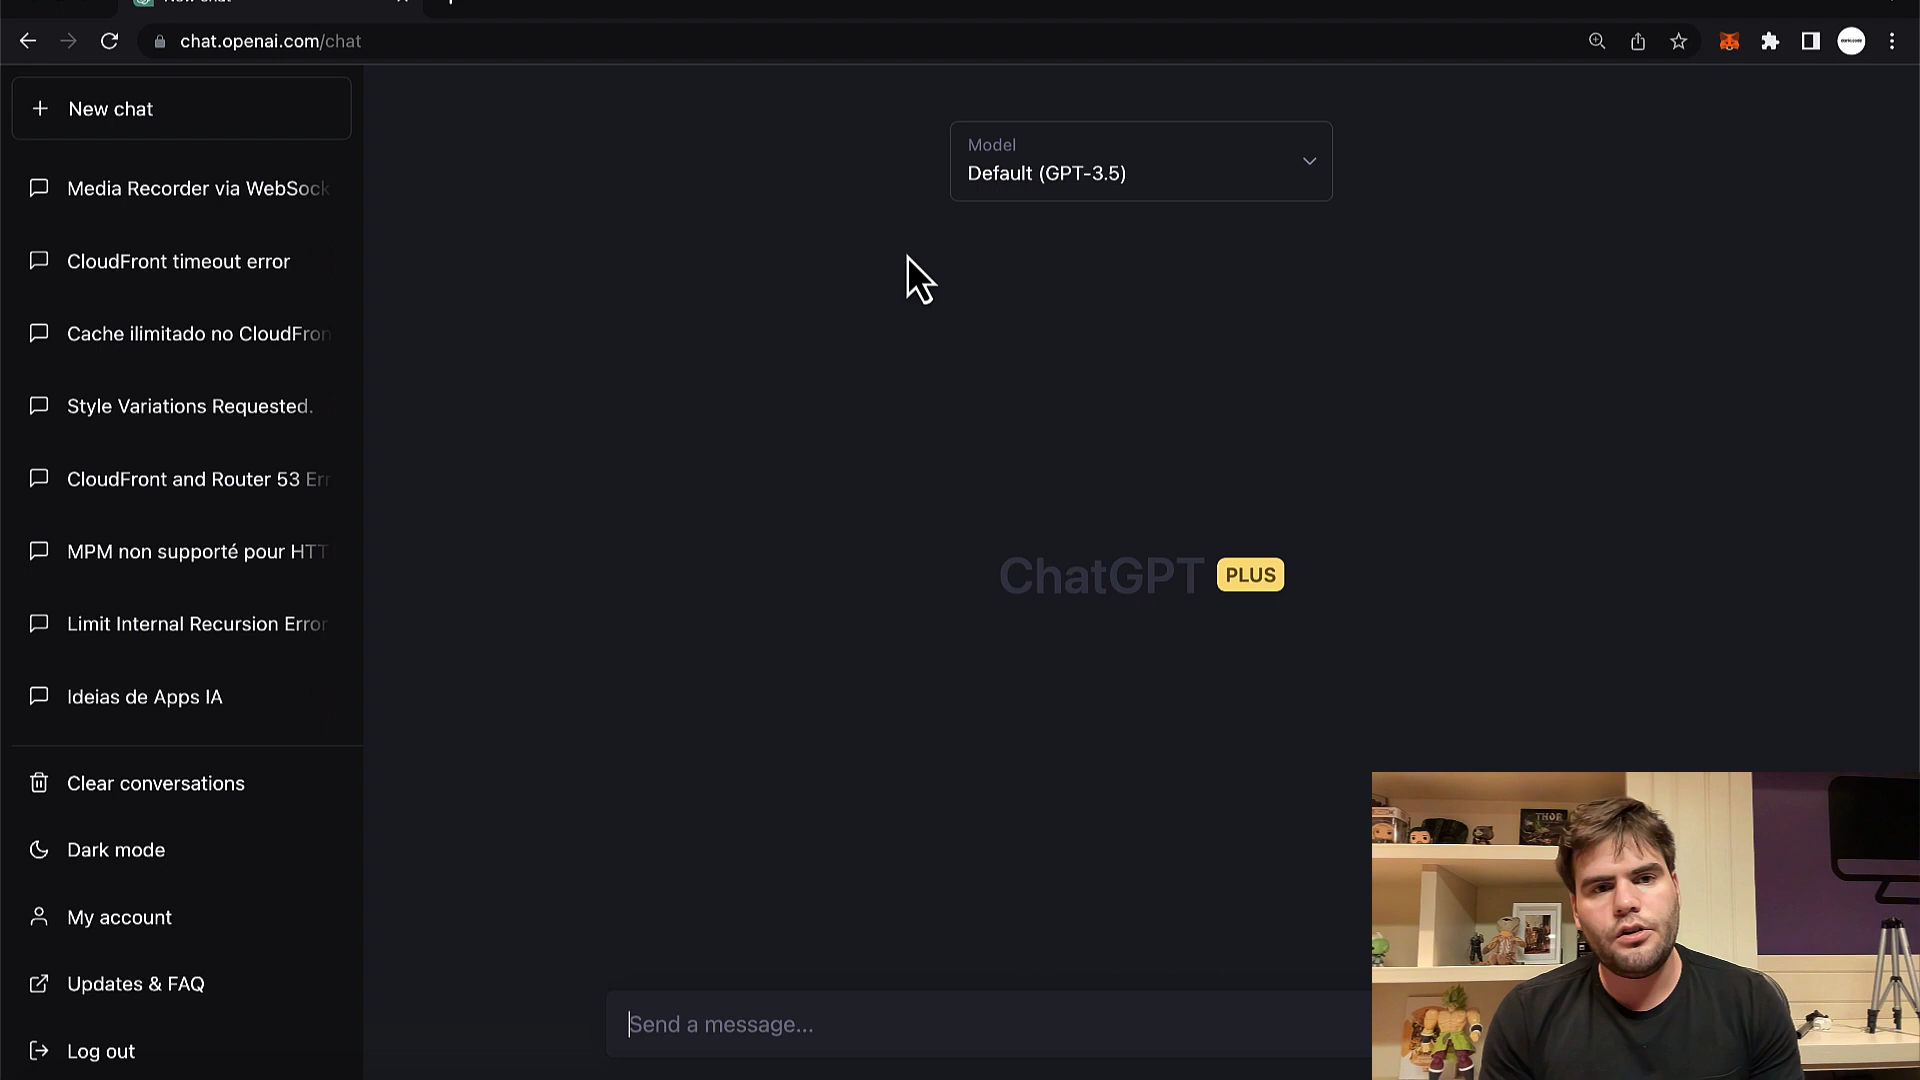 chat.openai.com/chat
New chat
Media Recorder via WebSock
CloudFront timeout error
Cache ilimitado no CloudFron
Style Variations Requested.
CloudFront and Router 53 Err
MPM non supporté pour HTT
Limit Internal Recursion Error
Ideias de Apps IA
Clear conversations
Dark mode
My account
Updates & FAQ
Log out
Model
Default (GPT-3.5)
ChatGPT PLUS
Send a message...
THOR